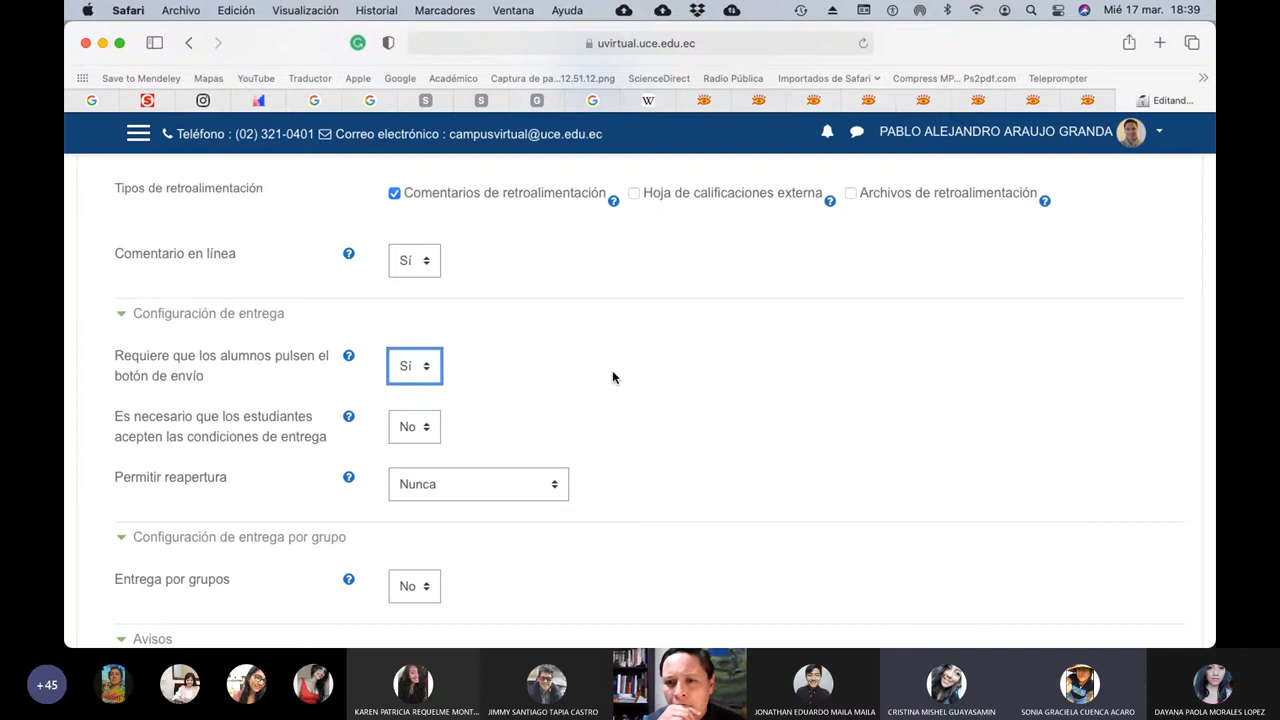 Safari Archivo Edición Visualización Historial Marcadores Ventana Ayuda Mié 17 mar. 18:39
uvirtual.uce.edu.ec
Save to Mendeley Mapas YouTube Traductor Apple Google Académico Captura de pa...12.51.12.png ScienceDirect Radio Pública Importados de Safari Compress MP... Ps2pdf.com Teleprompter
Editand...
Teléfono : (02) 321-0401 Correo electrónico : campusvirtual@uce.edu.ec PABLO ALEJANDRO ARAUJO GRANDA
Tipos de retroalimentación Comentarios de retroalimentación ? Hoja de calificaciones externa ? Archivos de retroalimentación ?
Comentario en línea ? Sí
Configuración de entrega
Requiere que los alumnos pulsen el ? Sí
botón de envío
Es necesario que los estudiantes ? No
acepten las condiciones de entrega
Permitir reapertura ? Nunca
Configuración de entrega por grupo
Entrega por grupos ? No
Avisos
+45
KAREN PATRICIA REQUELME MONT... JIMMY SANTIAGO TAPIA CASTRO JONATHAN EDUARDO MAILA MAILA CRISTINA MISHEL GUAYASAMIN SONIA GRACIELA CUENCA ACARO DAYANA PAOLA MORALES LOPEZ